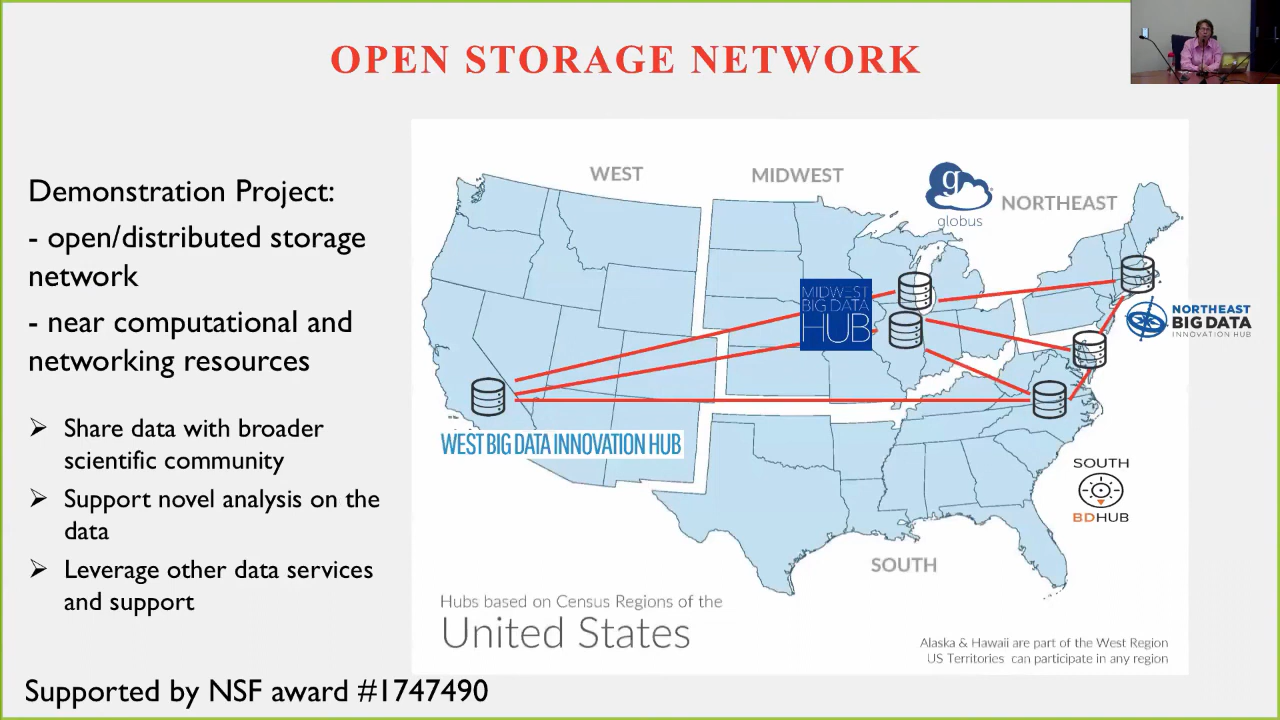 OPEN STORAGE NETWORK
Demonstration Project:
- open/distributed storage
network
- near computational and
networking resources
Share data with broader
scientific community
Support novel analysis on the
data
Leverage other data services
and support
Supported by NSF award #1747490
WEST
MIDWEST
g
globus
NORTHEAST
MIDWEST
BIG DATA
HUB
NORTHEAST
BIG DATA
INNOVATION HUB
WEST BIG DATA INNOVATION HUB
SOUTH
BDHUB
SOUTH
Hubs based on Census Regions of the
United States
Alaska & Hawaii are part of the West Region
US Territories can participate in any region